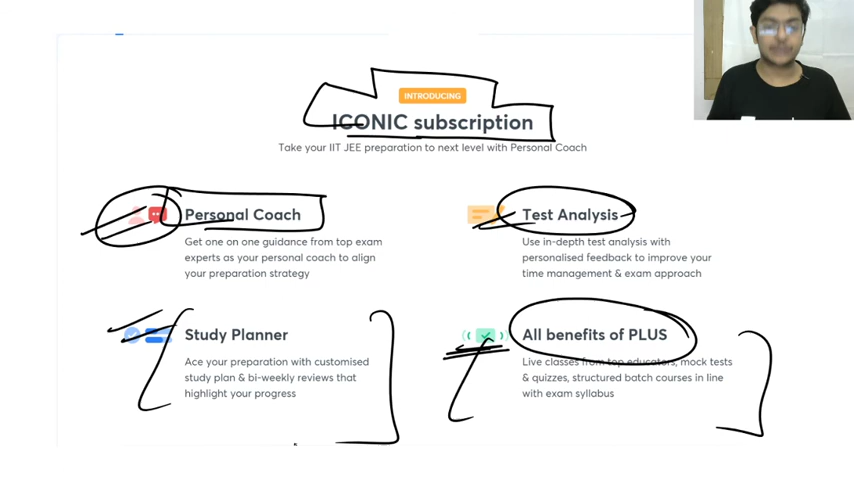 INTRODUCING
ICONIC subscription
Take your IIT JEE preparation to next level with Personal Coach
Personal Coach
Get one on one guidance from top exam
experts as your personal coach to align
your preparation strategy
Test Analysis
Use in-depth test analysis with
personalised feedback to improve your
time management & exam approach
Study Planner
Ace your preparation with customised
study plan & bi-weekly reviews that
highlight your progress
All benefits of PLUS
Live classes from top educators, mock tests
& quizzes, structured batch courses in line
with exam syllabus